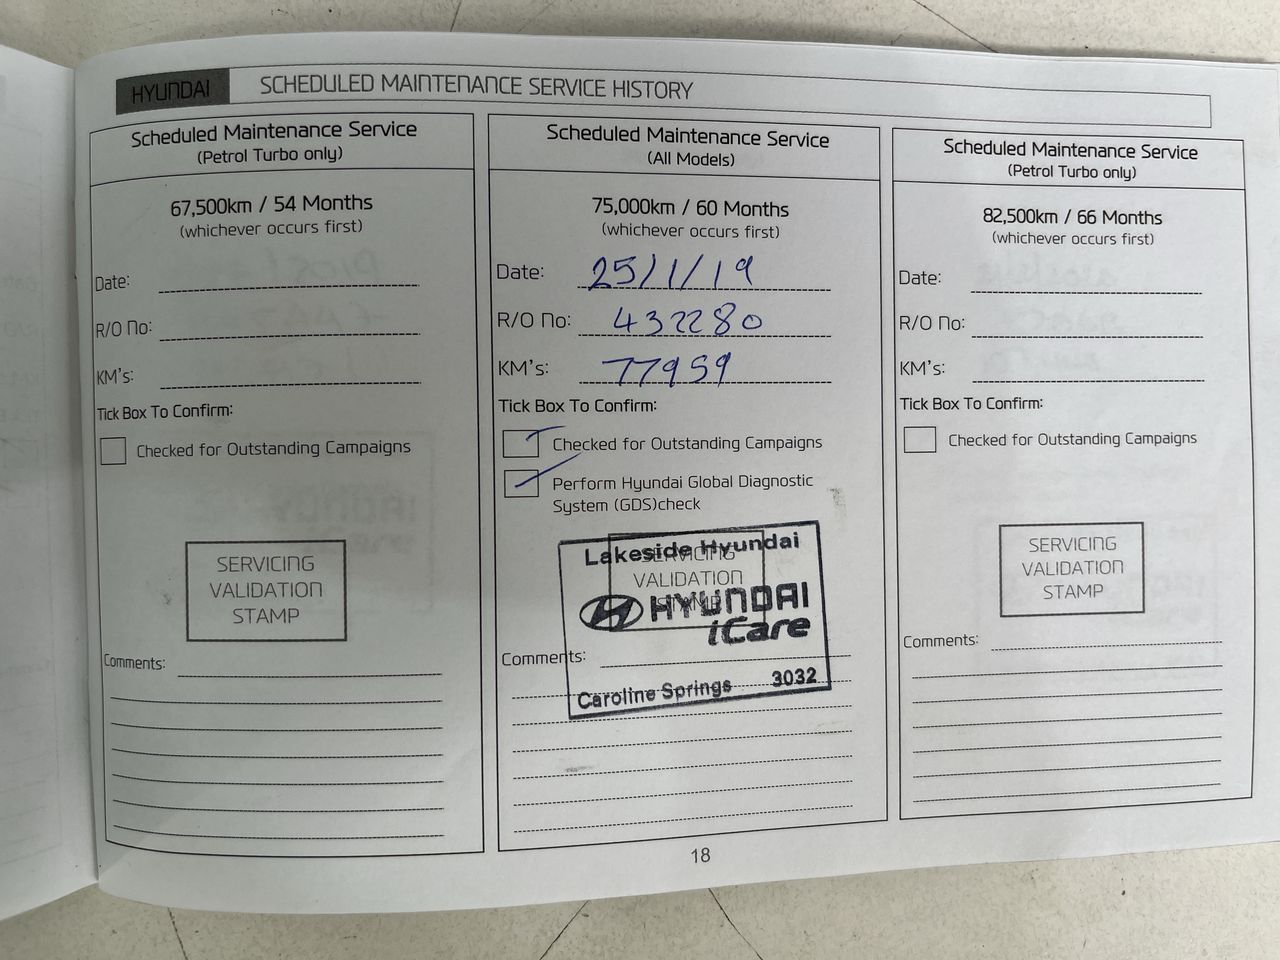 HYUNDAI SCHEDULED MAINTENANCE SERVICE HISTORY
Scheduled Maintenance Service
(Petrol Turbo only)
67,500km / 54 Months
(whichever occurs first)
Date:
R/O No:
KM's:
Tick Box To Confirm:
Checked for Outstanding Campaigns
SERVICING
VALIDATION
STAMP
Comments:
Scheduled Maintenance Service
(All Models)
75,000km / 60 Months
(whichever occurs first)
Date: 25/1/19
R/O No: 432280
KM's: 77959
Tick Box To Confirm:
Checked for Outstanding Campaigns
Perform Hyundai Global Diagnostic
System (GDS)check
Lakeside Hyundai
SERVICING
VALIDATION
STAMP
HYUNDAI
iCare
Comments:
Caroline Springs 3032
Scheduled Maintenance Service
(Petrol Turbo only)
82,500km / 66 Months
(whichever occurs first)
Date:
R/O No:
KM's:
Tick Box To Confirm:
Checked for Outstanding Campaigns
SERVICING
VALIDATION
STAMP
Comments:
18